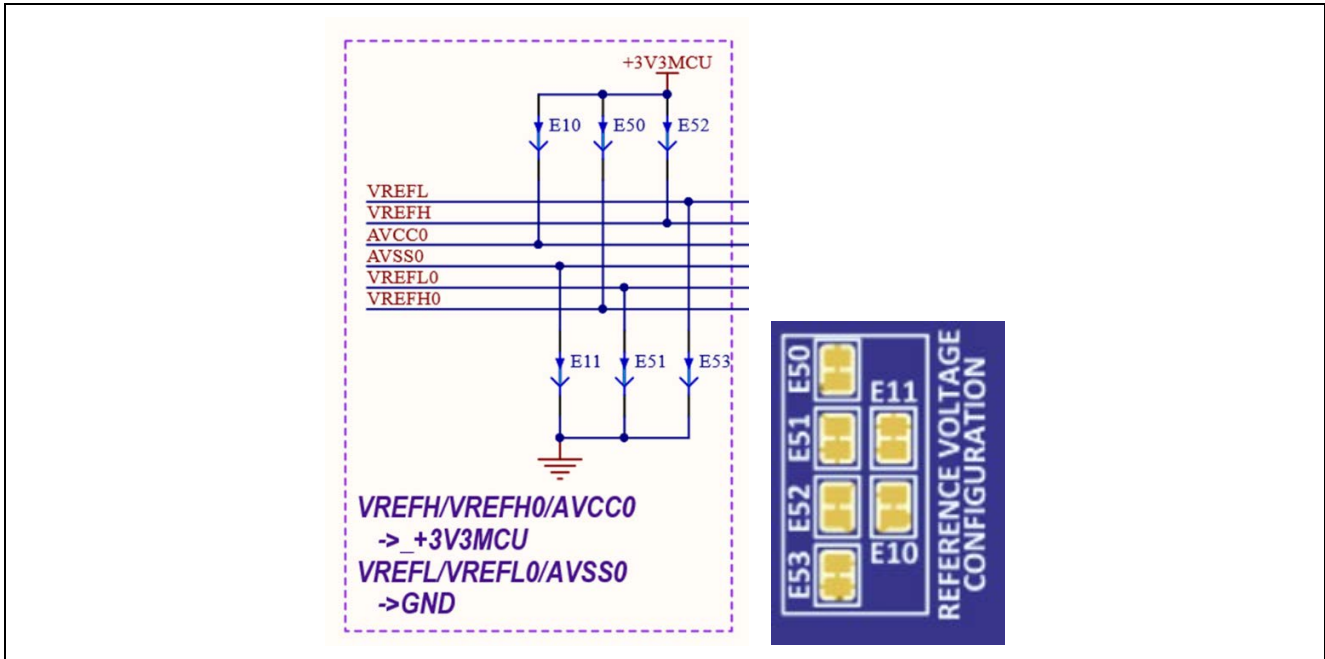 +3V3MCU
E10
E50
E52
VREFL
VREFH
AVCC0
AVSS0
VREFL0
VREFH0
E11
E51
E53
VREFH/VREFH0/AVCC0
->_+3V3MCU
VREFL/VREFL0/AVSS0
->GND
E50
E51
E52
E53
E11
E10
REFERENCE VOLTAGE
CONFIGURATION